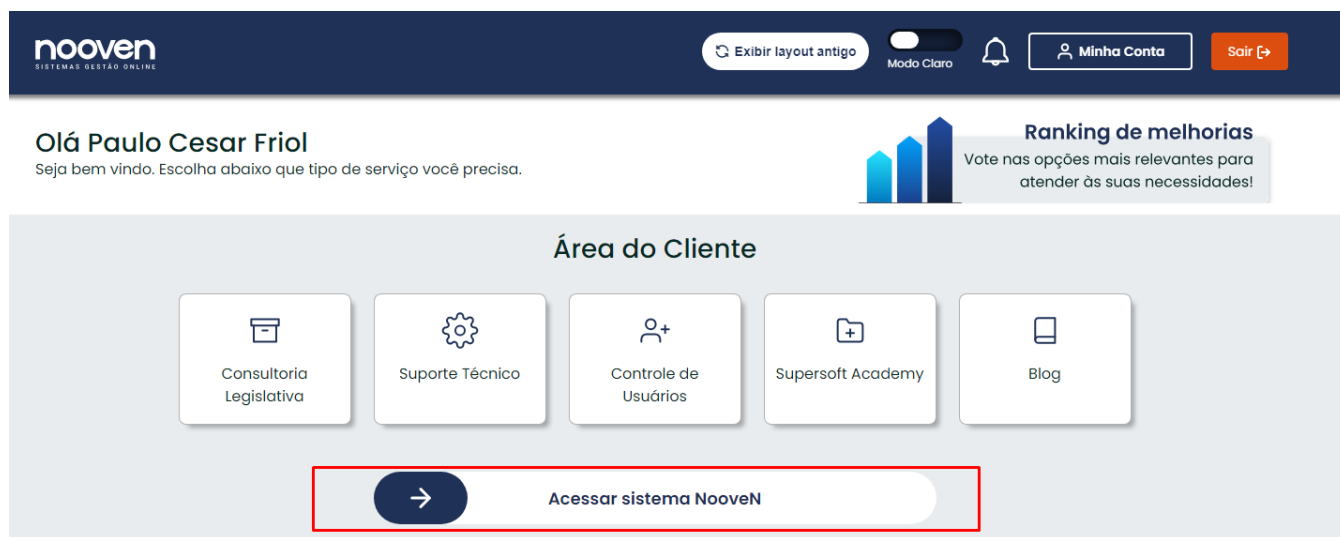 nooven
SISTEMAS GESTÃO ONLINE
Exibir layout antigo
Modo Claro
Minha Conta
Sair
Olá Paulo Cesar Friol
Seja bem vindo. Escolha abaixo que tipo de serviço você precisa.
Ranking de melhorias
Vote nas opções mais relevantes para
atender às suas necessidades!
Área do Cliente
Consultoria
Legislativa
Suporte Técnico
Controle de
Usuários
Supersoft Academy
Blog
Acessar sistema NooveN